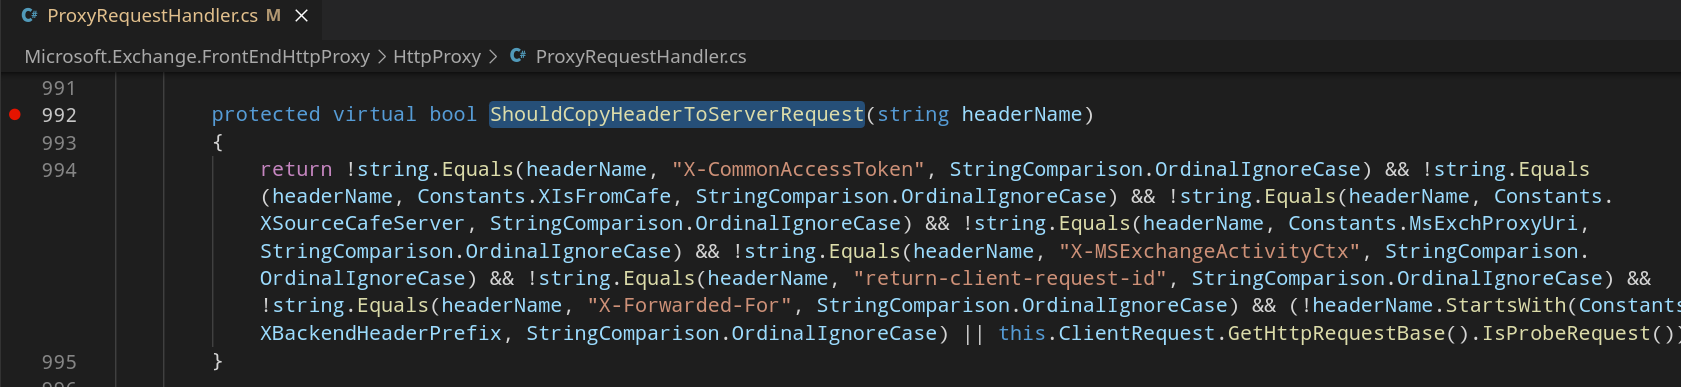 ProxyRequestHandler.cs M
Microsoft.Exchange.FrontEndHttpProxy > HttpProxy > C# ProxyRequestHandler.cs
991
992 protected virtual bool ShouldCopyHeaderToServerRequest(string headerName)
993 {
994 return !string.Equals(headerName, "X-CommonAccessToken", StringComparison.OrdinalIgnoreCase) && !string.Equals
(headerName, Constants.XIsFromCafe, StringComparison.OrdinalIgnoreCase) && !string.Equals(headerName, Constants.
XSourceCafeServer, StringComparison.OrdinalIgnoreCase) && !string.Equals(headerName, Constants.MsExchProxyUri,
StringComparison.OrdinalIgnoreCase) && !string.Equals(headerName, "X-MSExchangeActivityCtx", StringComparison.
OrdinalIgnoreCase) && !string.Equals(headerName, "return-client-request-id", StringComparison.OrdinalIgnoreCase) &&
!string.Equals(headerName, "X-Forwarded-For", StringComparison.OrdinalIgnoreCase) && (!headerName.StartsWith(Constants
XBackendHeaderPrefix, StringComparison.OrdinalIgnoreCase) || this.ClientRequest.GetHttpRequestBase().IsProbeRequest())
995 }